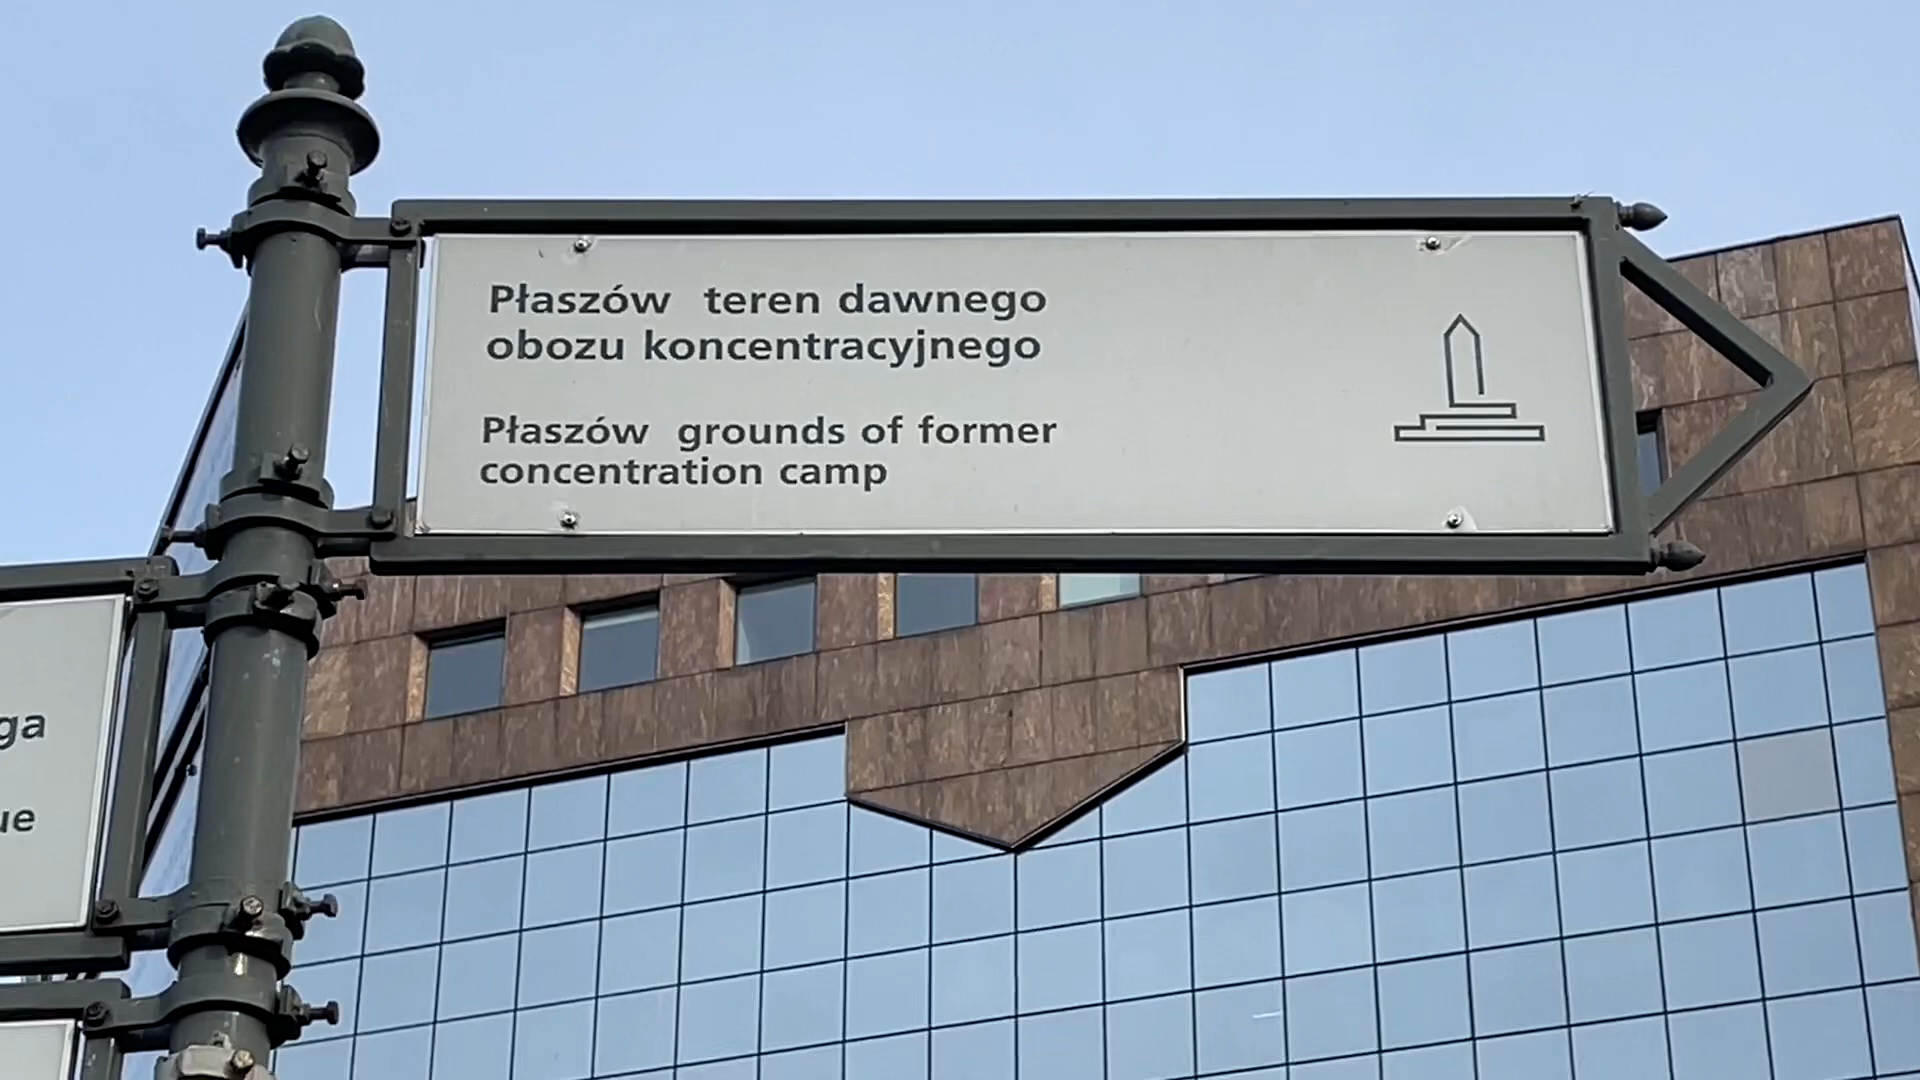 Płaszów teren dawnego
obozu koncentracyjnego
Płaszów grounds of former
concentration camp
ga
ue